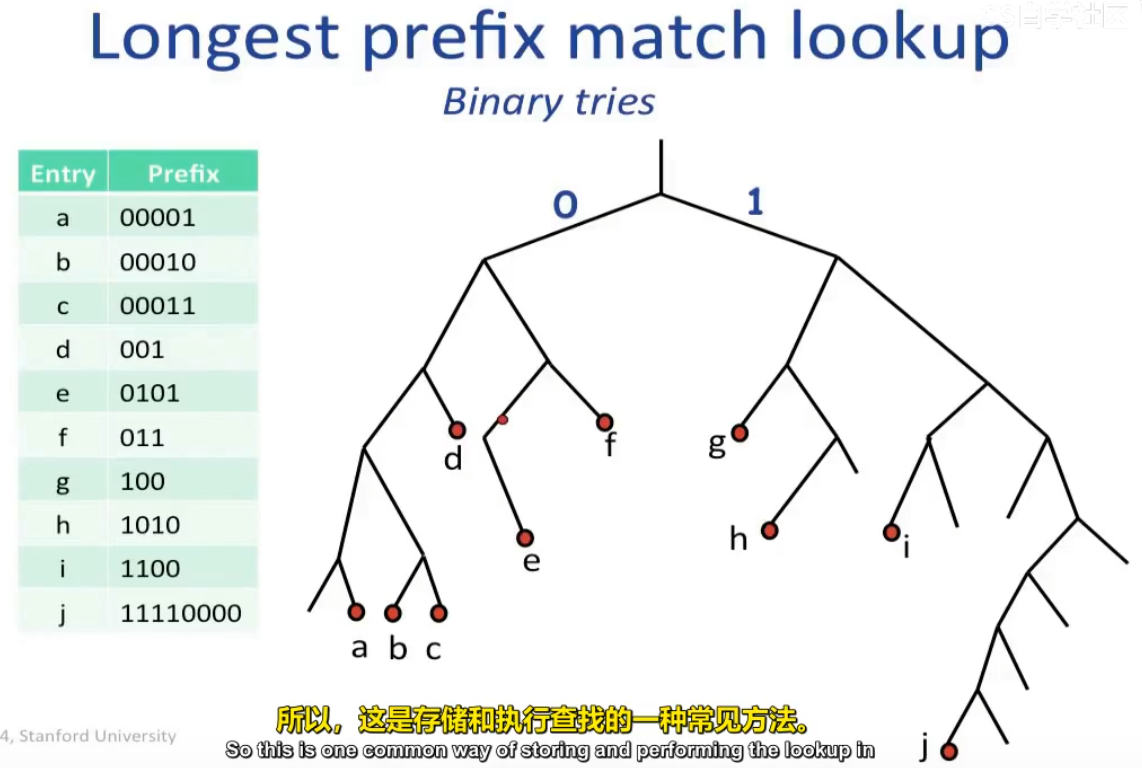 Longest prefix match lookup
Binary tries
Entry Prefix
a 00001
b 00010
c 00011
d 001
e 0101
f 011
g 100
h 1010
i 1100
j 11110000
0 1
d
f
g
e
h
i
a b c
j
4, Stanford University
所以，这是存储和执行查找的一种常见方法。
So this is one common way of storing and performing the lookup in